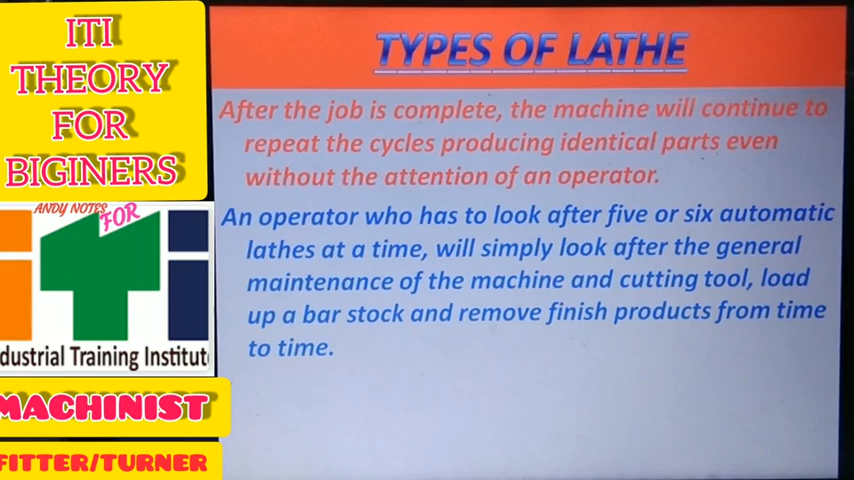 ITI
THEORY
FOR
BIGINERS
ANDY NOTES
FOR
iTi
ndustrial Training Institut
MACHINIST
FITTER/TURNER
TYPES OF LATHE
After the job is complete, the machine will continue to
repeat the cycles producing identical parts even
without the attention of an operator.
An operator who has to look after five or six automatic
lathes at a time, will simply look after the general
maintenance of the machine and cutting tool, load
up a bar stock and remove finish products from time
to time.